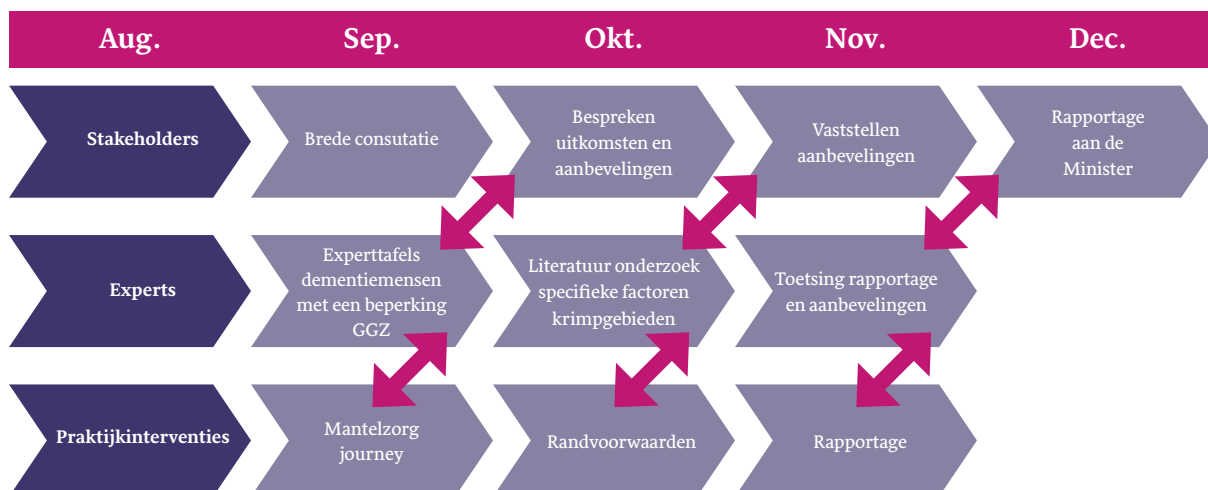 Aug.
Sep.
Okt.
Nov.
Dec.
Stakeholders
Brede consutatie
Bespreken
uitkomsten en
aanbevelingen
Vaststellen
aanbevelingen
Rapportage
aan de
Minister
Experts
Experttafels
dementiemensen
met een beperking
GGZ
Literatuur onderzoek
specifieke factoren
krimpgebieden
Toetsing rapportage
en aanbevelingen
Praktijkinterventies
Mantelzorg
journey
Randvoorwaarden
Rapportage